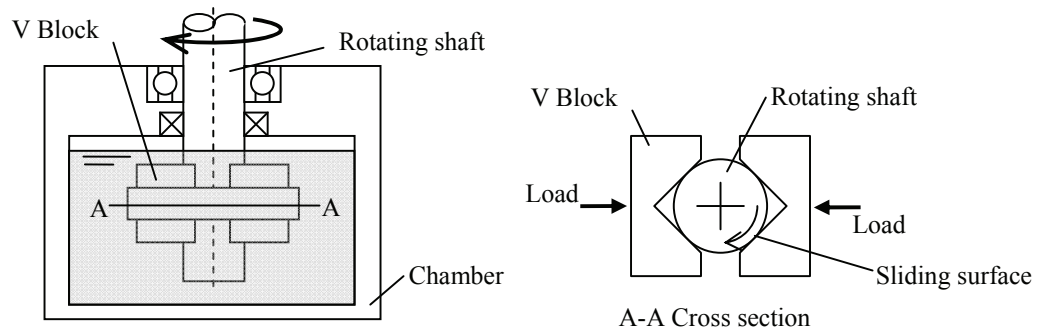 V Block
Rotating shaft
A
A
Chamber
V Block
Rotating shaft
Load
Load
Sliding surface
A-A Cross section